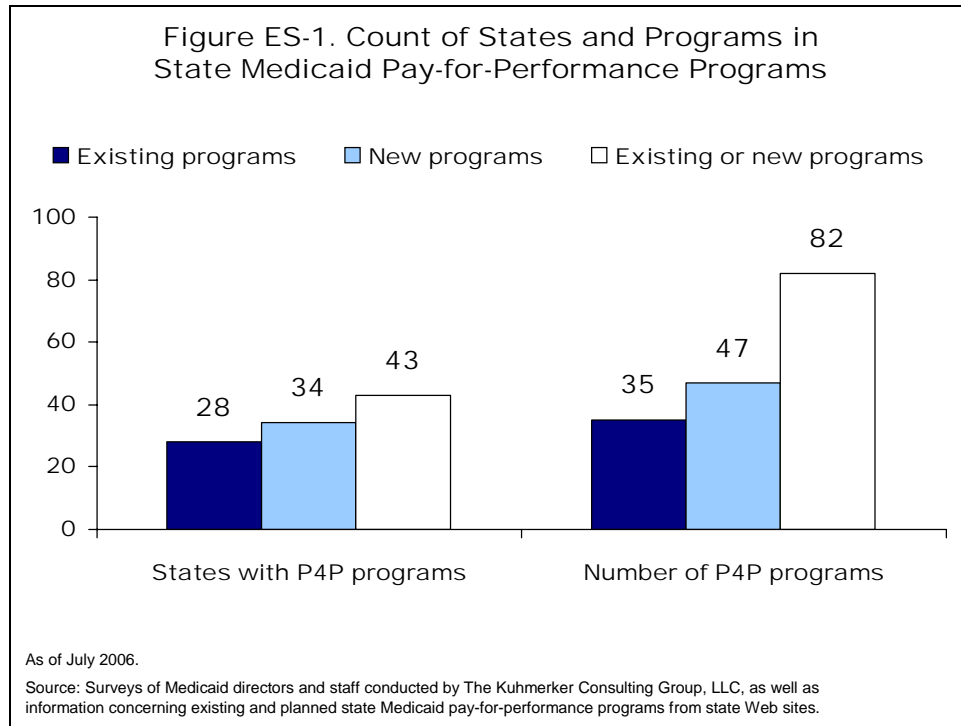 Figure ES-1. Count of States and Programs in
State Medicaid Pay-for-Performance Programs
Existing programs New programs Existing or new programs
100
80
60
40
20
0
28
34
43
35
47
82
States with P4P programs Number of P4P programs
As of July 2006.
Source: Surveys of Medicaid directors and staff conducted by The Kuhmerker Consulting Group, LLC, as well as
information concerning existing and planned state Medicaid pay-for-performance programs from state Web sites.